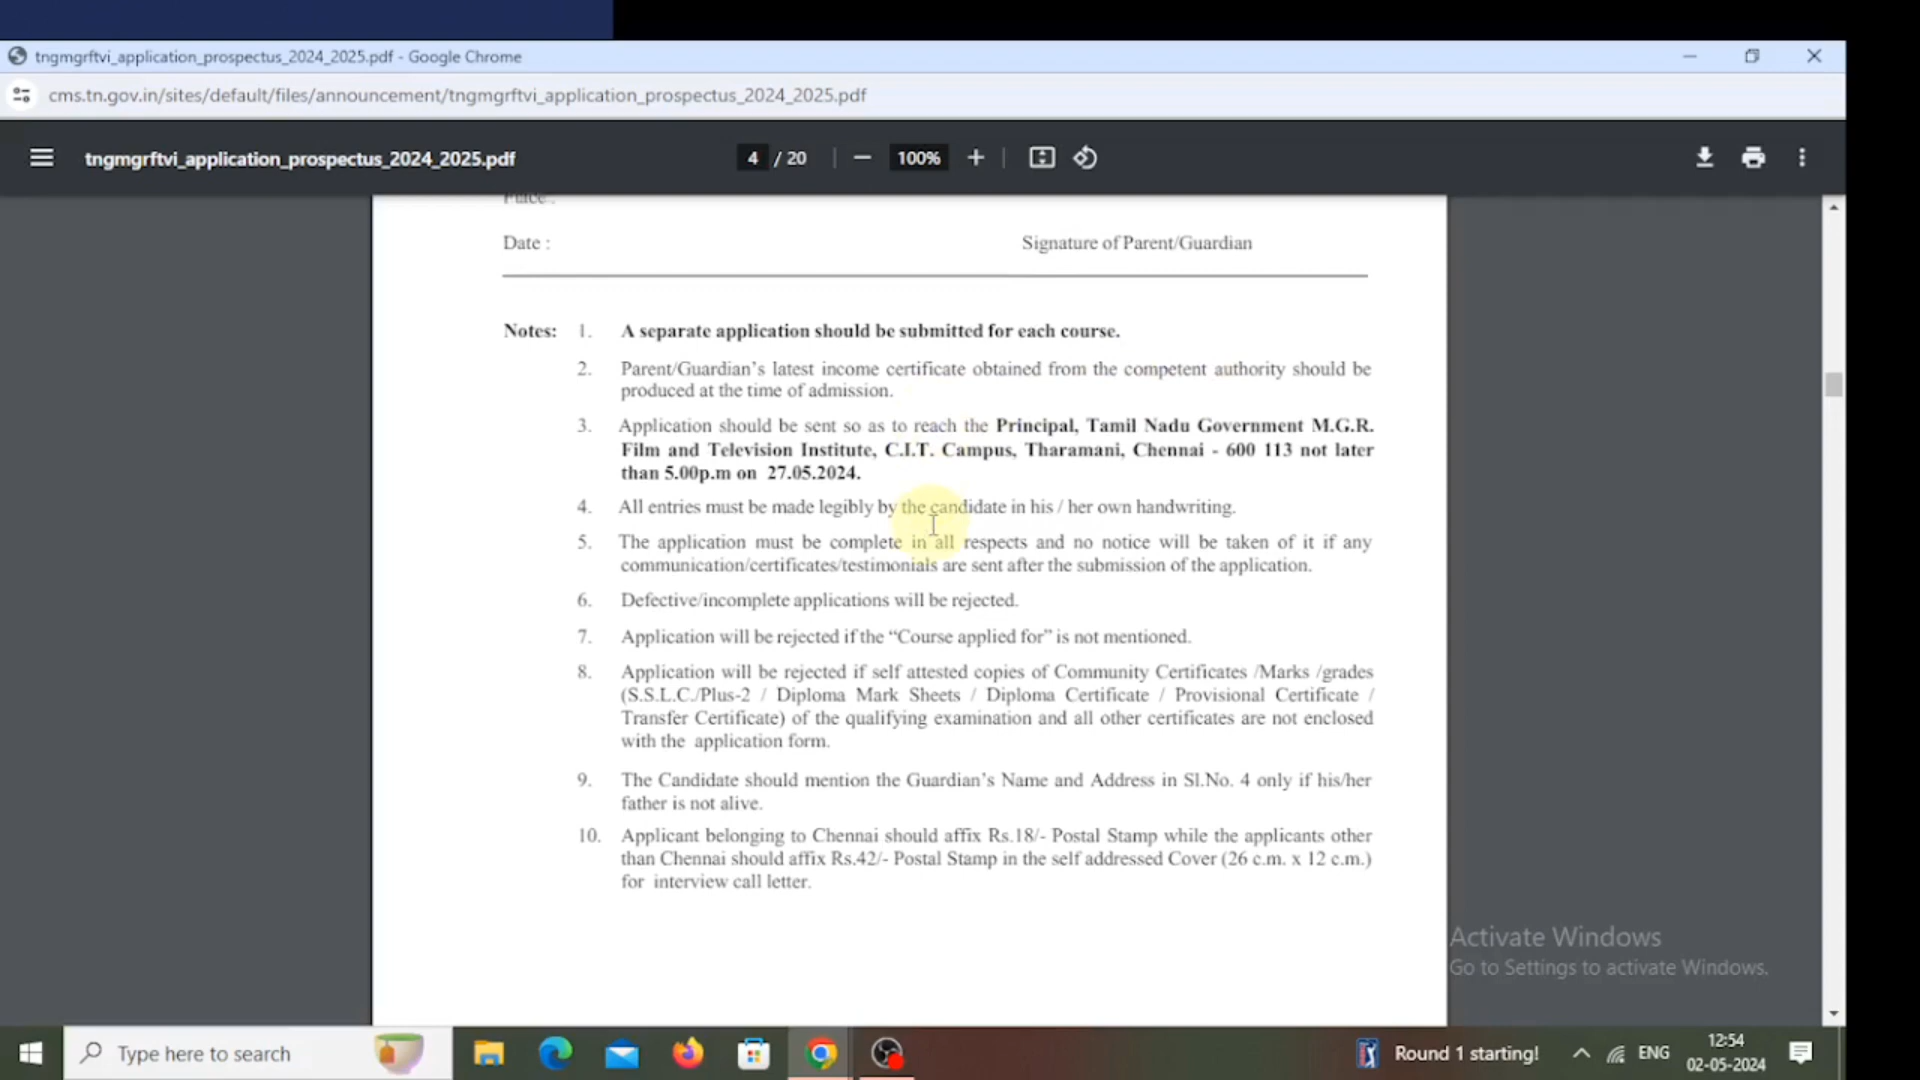 tngmgrftvi_application_prospectus_2024_2025.pdf - Google Chrome
cms.tn.gov.in/sites/default/files/announcement/tngmgrftvi_application_prospectus_2024_2025.pdf
tngmgrftvi_application_prospectus_2024_2025.pdf 4 / 20 100%
Place :
Date : Signature of Parent/Guardian
Notes: 1. A separate application should be submitted for each course.
2. Parent/Guardian's latest income certificate obtained from the competent authority should be
produced at the time of admission.
3. Application should be sent so as to reach the Principal, Tamil Nadu Government M.G.R.
Film and Television Institute, C.I.T. Campus, Tharamani, Chennai - 600 113 not later
than 5.00p.m on 27.05.2024.
4. All entries must be made legibly by the candidate in his / her own handwriting.
5. The application must be complete in all respects and no notice will be taken of it if any
communication/certificates/testimonials are sent after the submission of the application.
6. Defective/incomplete applications will be rejected.
7. Application will be rejected if the “Course applied for” is not mentioned.
8. Application will be rejected if self attested copies of Community Certificates /Marks /grades
(S.S.L.C./Plus-2 / Diploma Mark Sheets / Diploma Certificate / Provisional Certificate /
Transfer Certificate) of the qualifying examination and all other certificates are not enclosed
with the application form.
9. The Candidate should mention the Guardian's Name and Address in Sl.No. 4 only if his/her
father is not alive.
10. Applicant belonging to Chennai should affix Rs.18/- Postal Stamp while the applicants other
than Chennai should affix Rs.42/- Postal Stamp in the self addressed Cover (26 c.m. x 12 c.m.)
for interview call letter.
Activate Windows
Go to Settings to activate Windows.
Type here to search
Round 1 starting!
ENG
12:54
02-05-2024